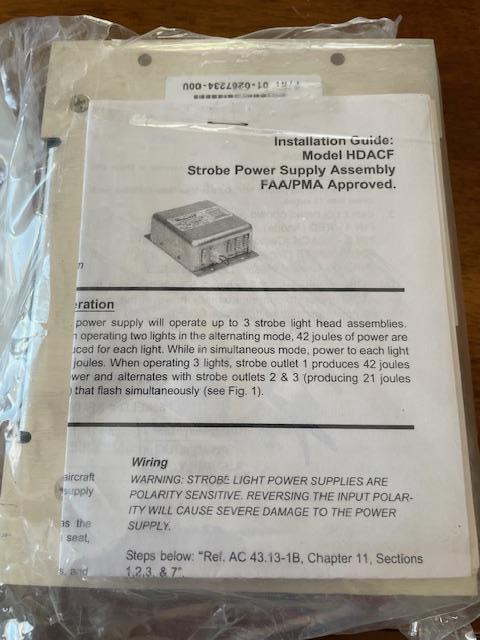 P/N: 01-0267234-00U
Installation Guide:
Model HDACF
Strobe Power Supply Assembly
FAA/PMA Approved.
eration
power supply will operate up to 3 strobe light head assemblies.
operating two lights in the alternating mode, 42 joules of power are
uced for each light. While in simultaneous mode, power to each light
joules. When operating 3 lights, strobe outlet 1 produces 42 joules
wer and alternates with strobe outlets 2 & 3 (producing 21 joules
) that flash simultaneously (see Fig. 1).
Wiring
WARNING: STROBE LIGHT POWER SUPPLIES ARE
POLARITY SENSITIVE. REVERSING THE INPUT POLAR-
ITY WILL CAUSE SEVERE DAMAGE TO THE POWER
SUPPLY.
Steps below: "Ref. AC 43.13-1B, Chapter 11, Sections
1,2,3, & 7".
aircraft
supply
as the
seat,
and